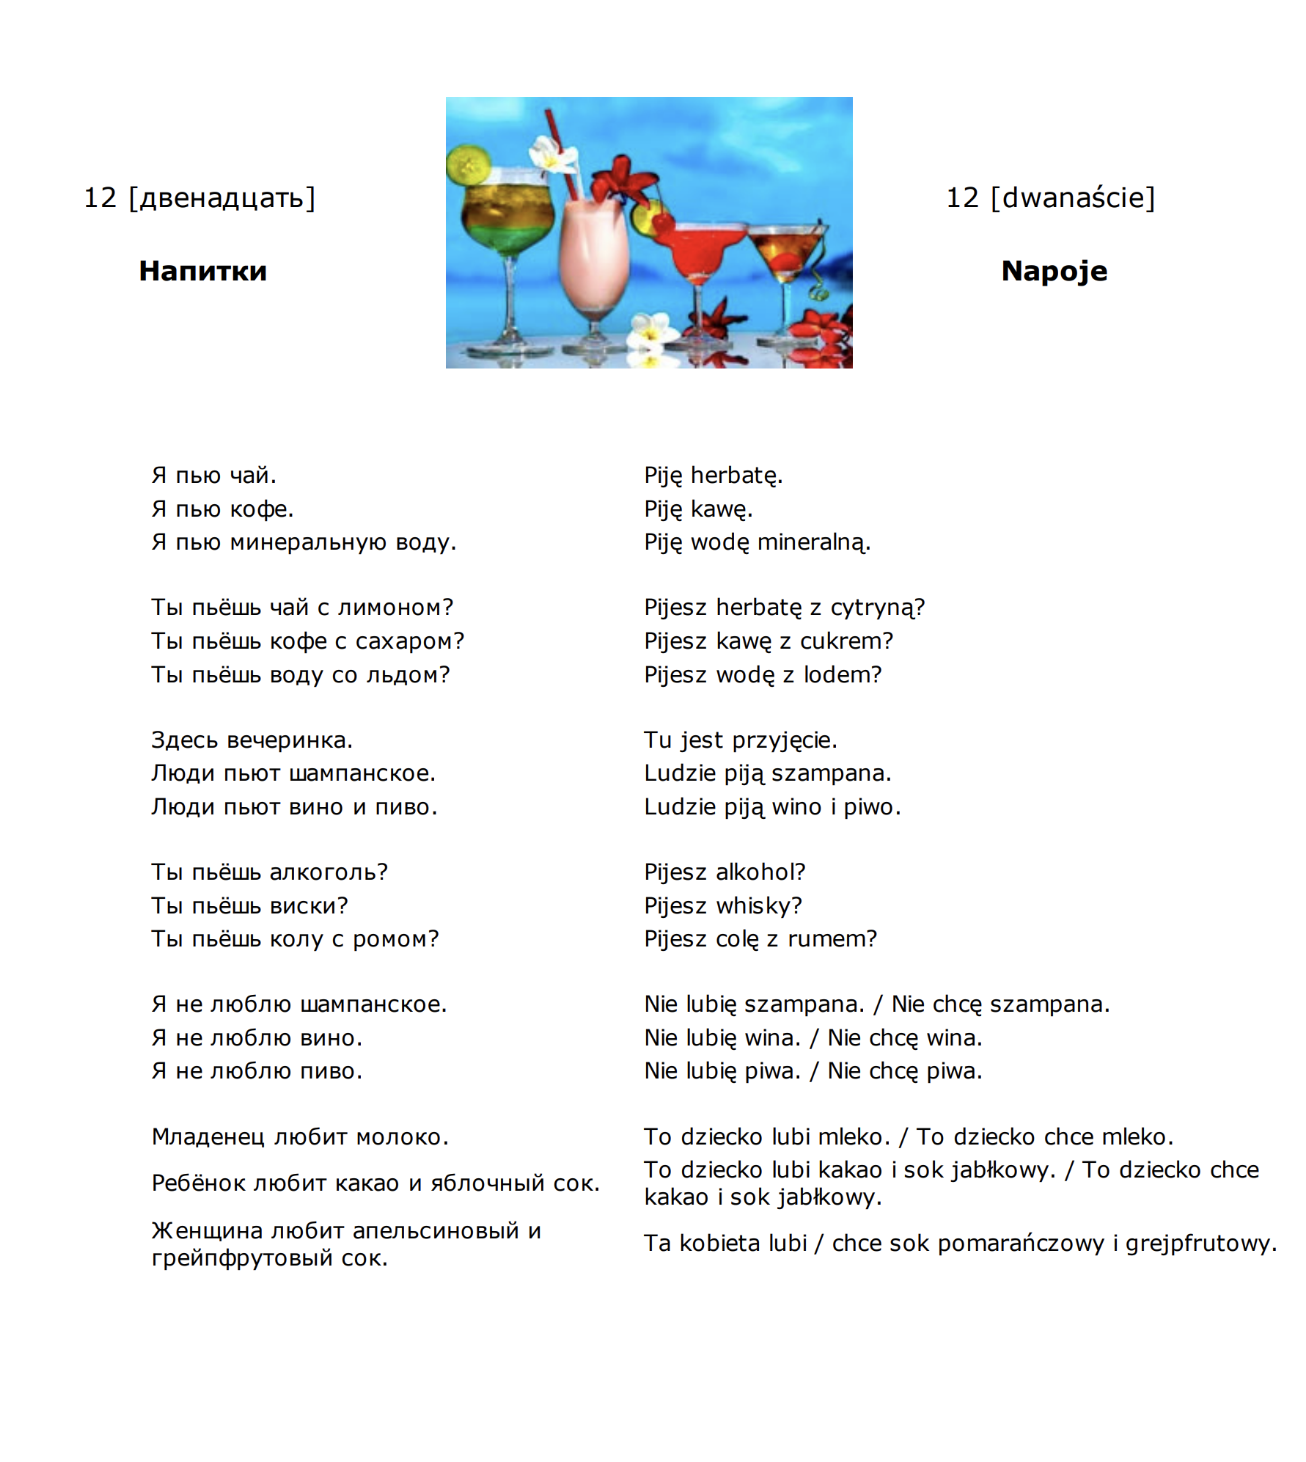 12 [двенадцать]
Напитки
12 [dwanaście]
Napoje
Я пью чай.
Piję herbatę.
Я пью кофе.
Piję kawę.
Я пью минеральную воду.
Piję wodę mineralną.
Ты пьёшь чай с лимоном?
Pijesz herbatę z cytryną?
Ты пьёшь кофе с сахаром?
Pijesz kawę z cukrem?
Ты пьёшь воду со льдом?
Pijesz wodę z lodem?
Здесь вечеринка.
Tu jest przyjęcie.
Люди пьют шампанское.
Ludzie piją szampana.
Люди пьют вино и пиво.
Ludzie piją wino i piwo.
Ты пьёшь алкоголь?
Pijesz alkohol?
Ты пьёшь виски?
Pijesz whisky?
Ты пьёшь колу с ромом?
Pijesz colę z rumem?
Я не люблю шампанское.
Nie lubię szampana. / Nie chcę szampana.
Я не люблю вино.
Nie lubię wina. / Nie chcę wina.
Я не люблю пиво.
Nie lubię piwa. / Nie chcę piwa.
Младенец любит молоко.
To dziecko lubi mleko. / To dziecko chce mleko.
Ребёнок любит какао и яблочный сок.
To dziecko lubi kakao i sok jabłkowy. / To dziecko chce
kakao i sok jabłkowy.
Женщина любит апельсиновый и
грейпфрутовый сок.
Ta kobieta lubi / chce sok pomarańczowy i grejpfrutowy.